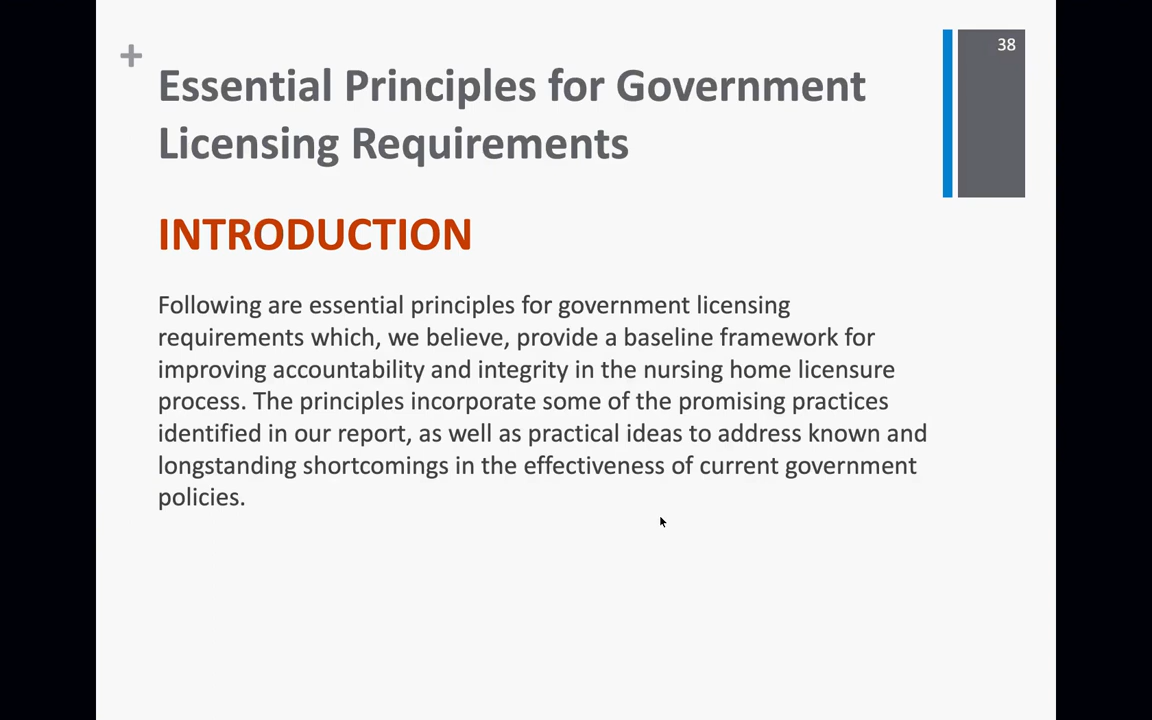 38
+
Essential Principles for Government
Licensing Requirements
INTRODUCTION
Following are essential principles for government licensing
requirements which, we believe, provide a baseline framework for
improving accountability and integrity in the nursing home licensure
process. The principles incorporate some of the promising practices
identified in our report, as well as practical ideas to address known and
longstanding shortcomings in the effectiveness of current government
policies.